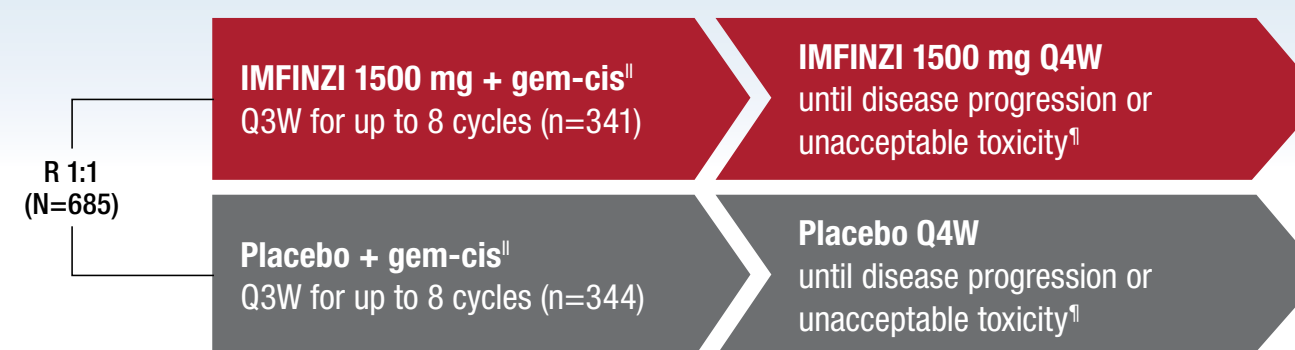 R 1:1
(N=685)
IMFINZI 1500 mg + gem-cis||
Q3W for up to 8 cycles (n=341)
IMFINZI 1500 mg Q4W
until disease progression or
unacceptable toxicity¶
Placebo + gem-cis||
Q3W for up to 8 cycles (n=344)
Placebo Q4W
until disease progression or
unacceptable toxicity¶